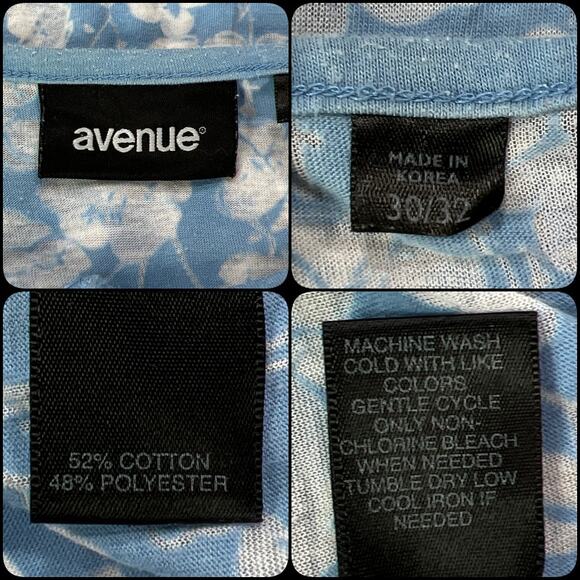 avenue®
MADE IN
KOREA
30/32
52% COTTON
48% POLYESTER
MACHINE WASH
COLD WITH LIKE
COLORS
GENTLE CYCLE
ONLY NON-
CHLORINE BLEACH
WHEN NEEDED
TUMBLE DRY LOW
COOL IRON IF
NEEDED